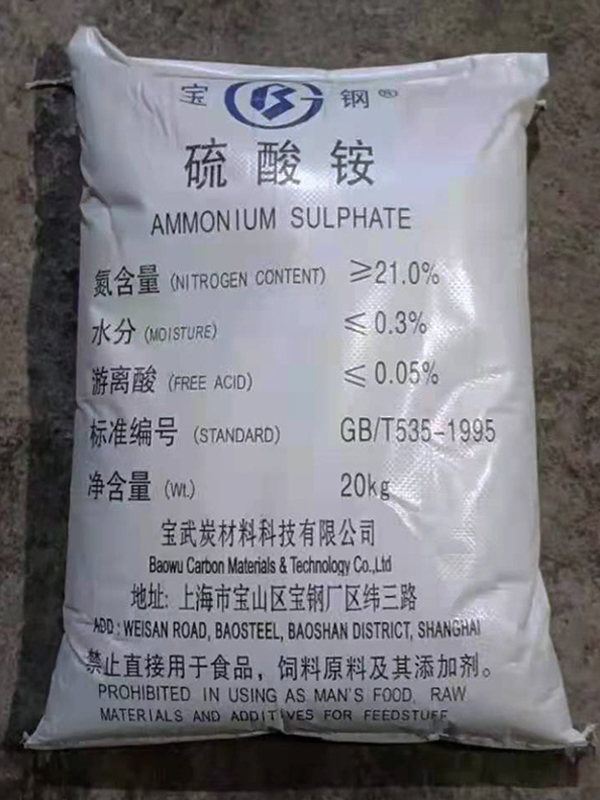 宝 钢®
硫酸铵
AMMONIUM SULPHATE
氮含量 (NITROGEN CONTENT) ≥21.0%
水分 (MOISTURE) ≤ 0.3%
游离酸 (FREE ACID) ≤ 0.05%
标准编号 (STANDARD) GB/T535-1995
净含量 (Wt.) 20kg
宝武炭材料科技有限公司
Baowu Carbon Materials & Technology Co.,Ltd
地址: 上海市宝山区宝钢厂区纬三路
ADD: WEISAN ROAD, BAOSTEEL, BAOSHAN DISTRICT, SHANGHAI
禁止直接用于食品，饲料原料及其添加剂。
PROHIBITED IN USING AS MAN'S FOOD, RAW
MATERIALS AND ADDITIVES FOR FEEDSTUFF